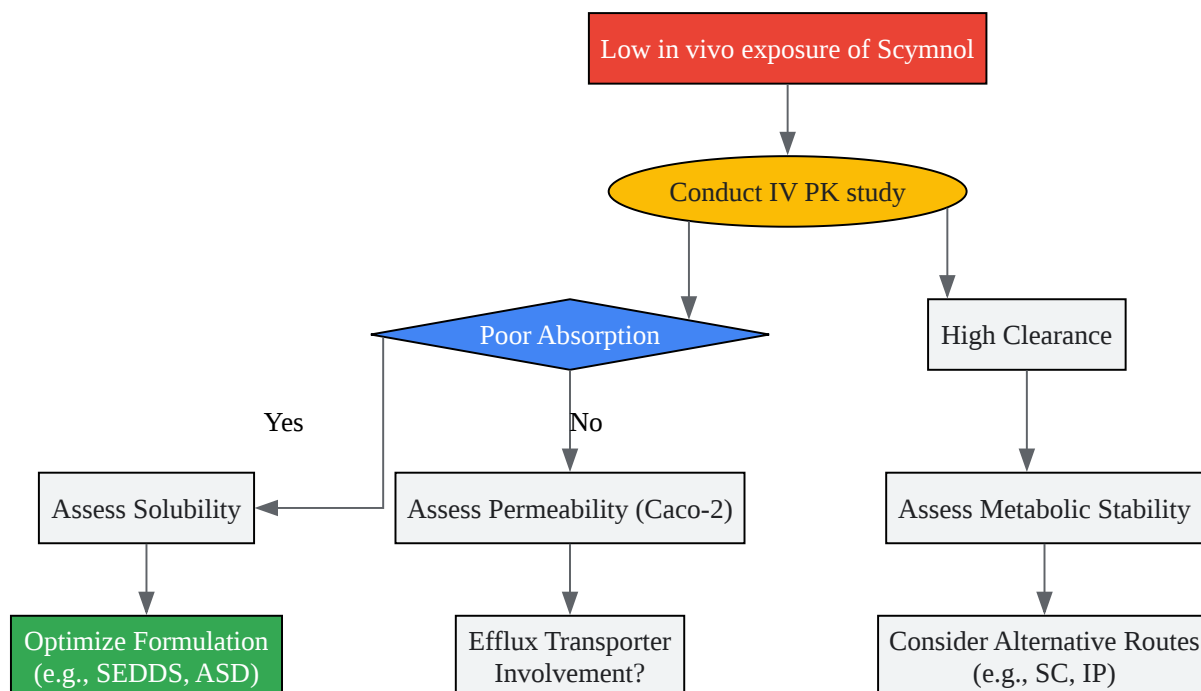 Low in vivo exposure of Scymnol
Conduct IV PK study
Poor Absorption
High Clearance
Yes
No
Assess Solubility
Assess Permeability (Caco-2)
Assess Metabolic Stability
Optimize Formulation
(e.g., SEDDS, ASD)
Efflux Transporter
Involvement?
Consider Alternative Routes
(e.g., SC, IP)